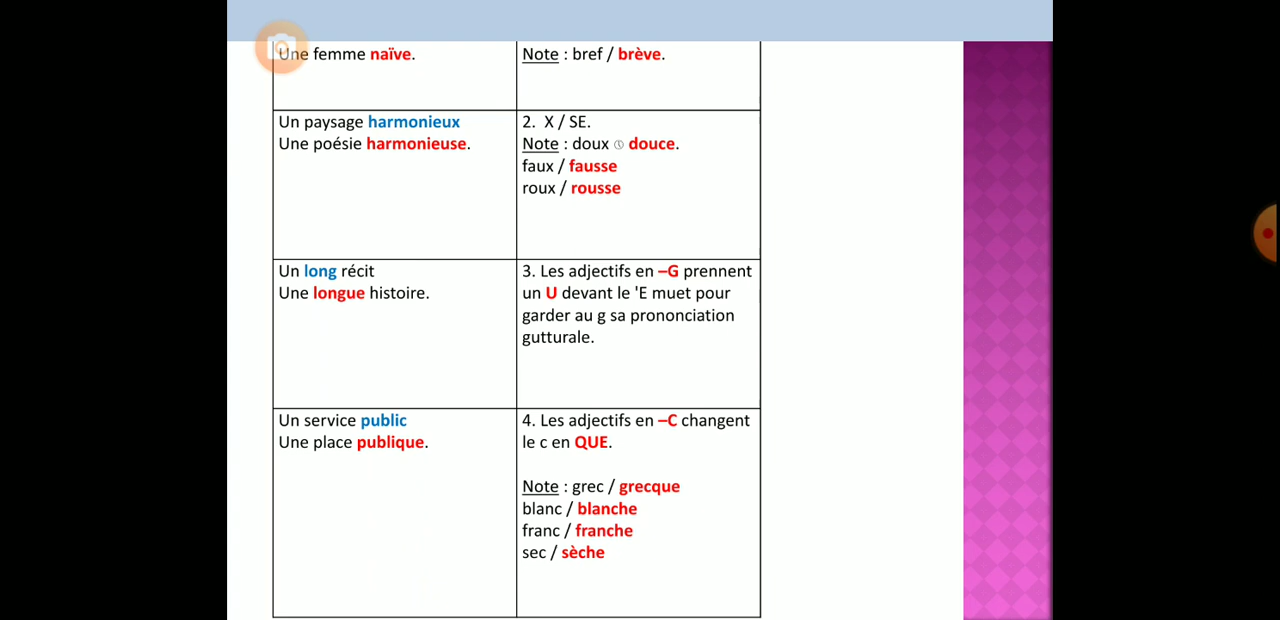 Une femme naïve.
Note : bref / brève.
Un paysage harmonieux
Une poésie harmonieuse.
2. X / SE.
Note : doux douce.
faux / fausse
roux / rousse
Un long récit
Une longue histoire.
3. Les adjectifs en –G prennent
un U devant le 'E muet pour
garder au g sa prononciation
gutturale.
Un service public
Une place publique.
4. Les adjectifs en –C changent
le c en QUE.
Note : grec / grecque
blanc / blanche
franc / franche
sec / sèche